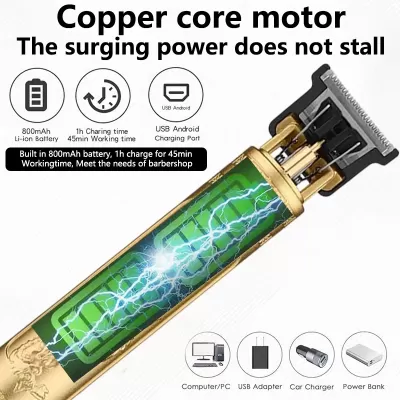 Copper core motor
The surging power does not stall
USB Android
800mAh
Li-ion Battery
1h Charing time
45min Working time
USB Android
Charging Port
Built in 800mAh battery, 1h charge for 45min
Workingtime, Meet the needs of barbershop
Computer/PC
USB Adapter
Car Charger
Power Bank